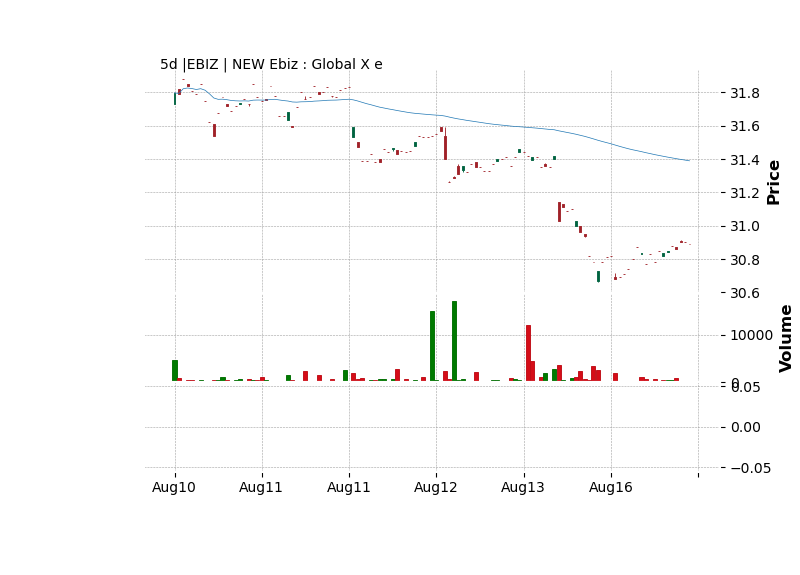 5d |EBIZ | NEW Ebiz : Global X e
31.8
31.6
31.4
31.2
31.0
30.8
30.6
Price
10000
0
Volume
0.05
0.00
−0.05
Aug10
Aug11
Aug11
Aug12
Aug13
Aug16